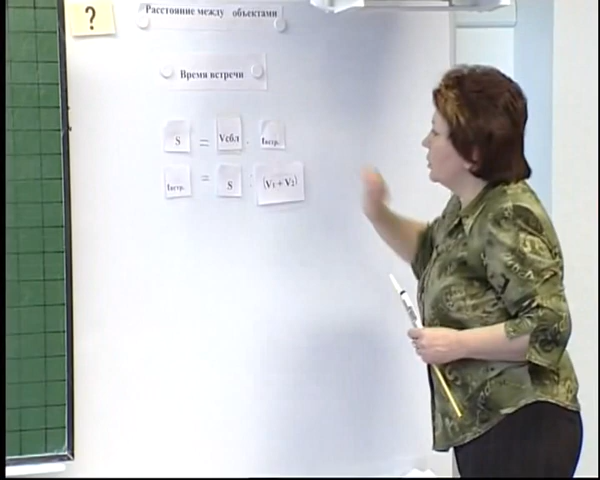 ?
Расстояние между объектами
Время встречи
S = Vсбл · tвстр.
tвстр. = S : (V₁ + V₂)